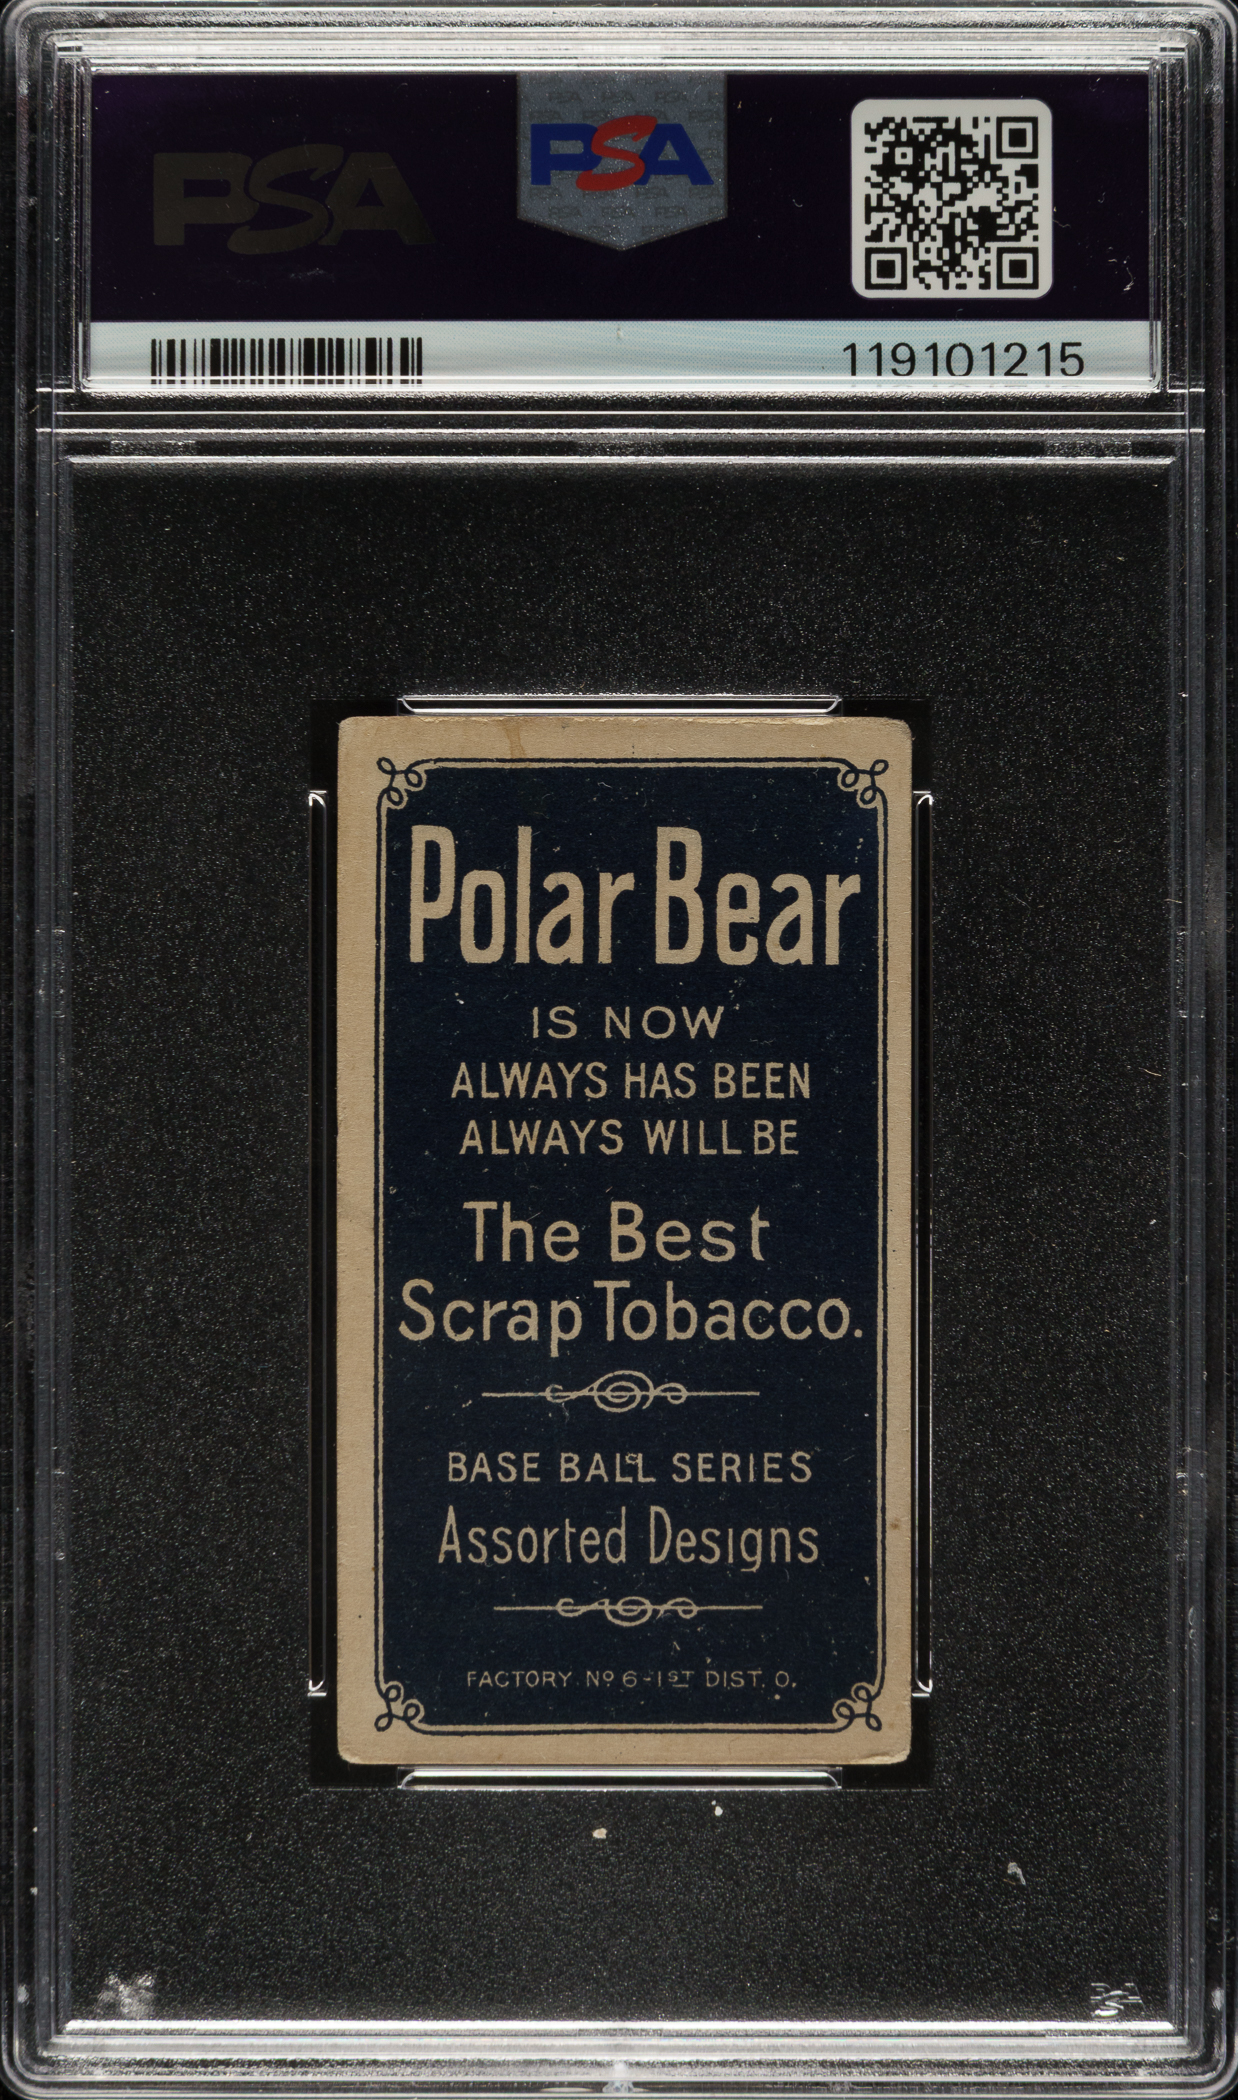 PSA
PSA
119101215
Polar Bear
IS NOW
ALWAYS HAS BEEN
ALWAYS WILL BE
The Best
Scrap Tobacco.
BASE BALL SERIES
Assorted Designs
FACTORY Nº 6-1ST DIST. O.
PSA